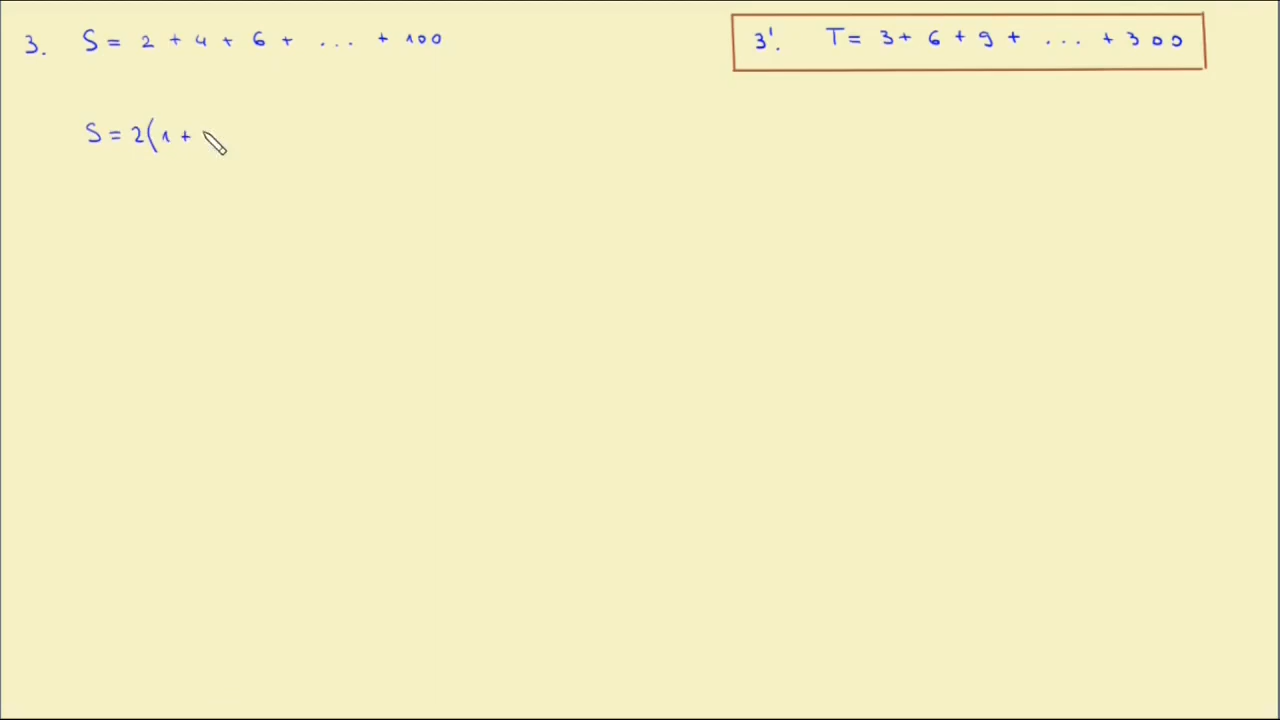 3. S = 2 + 4 + 6 + ... + 100
3'. T = 3 + 6 + 9 + ... + 300
S = 2(1 +